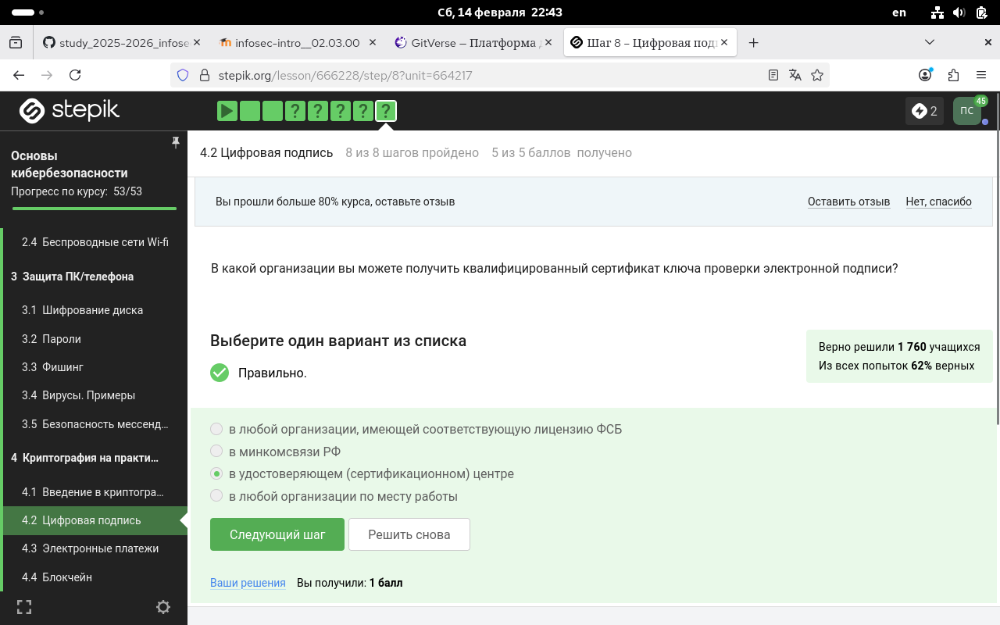 Сб, 14 февраля 22:43
en
study_2025-2026_infose
infosec-intro__02.03.00
GitVerse — Платформа
Шаг 8 – Цифровая под
stepik.org/lesson/666228/step/8?unit=664217
stepik
? ? ? ? ?
2
ПС
45
Основы
кибербезопасности
Прогресс по курсу: 53/53
2.4 Беспроводные сети Wi-fi
3 Защита ПК/телефона
3.1 Шифрование диска
3.2 Пароли
3.3 Фишинг
3.4 Вирусы. Примеры
3.5 Безопасность мессенд...
4 Криптография на практи...
4.1 Введение в криптогра...
4.2 Цифровая подпись
4.3 Электронные платежи
4.4 Блокчейн
4.2 Цифровая подпись 8 из 8 шагов пройдено 5 из 5 баллов получено
Вы прошли больше 80% курса, оставьте отзыв
Оставить отзыв
Нет, спасибо
В какой организации вы можете получить квалифицированный сертификат ключа проверки электронной подписи?
Выберите один вариант из списка
Правильно.
Верно решили 1 760 учащихся
Из всех попыток 62% верных
в любой организации, имеющей соответствующую лицензию ФСБ
в минкомсвязи РФ
в удостоверяющем (сертификационном) центре
в любой организации по месту работы
Следующий шаг
Решить снова
Ваши решения Вы получили: 1 балл